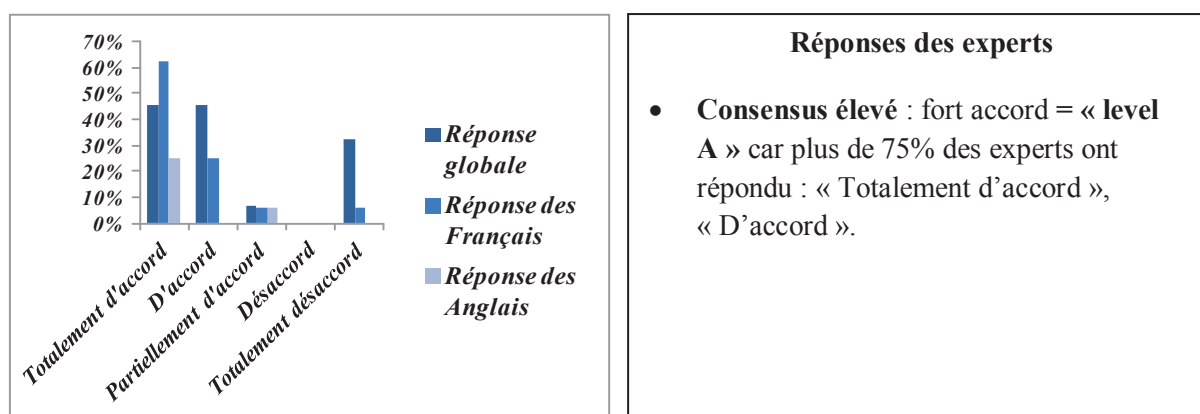 70%
60%
50%
40%
30%
20%
10%
0%
Totalement d'accord
D'accord
Partiellement d'accord
Désaccord
Totalement désaccord
Réponse
globale
Réponse des
Français
Réponse des
Anglais
Réponses des experts
• Consensus élevé : fort accord = « level
A » car plus de 75% des experts ont
répondu : « Totalement d’accord »,
« D’accord ».